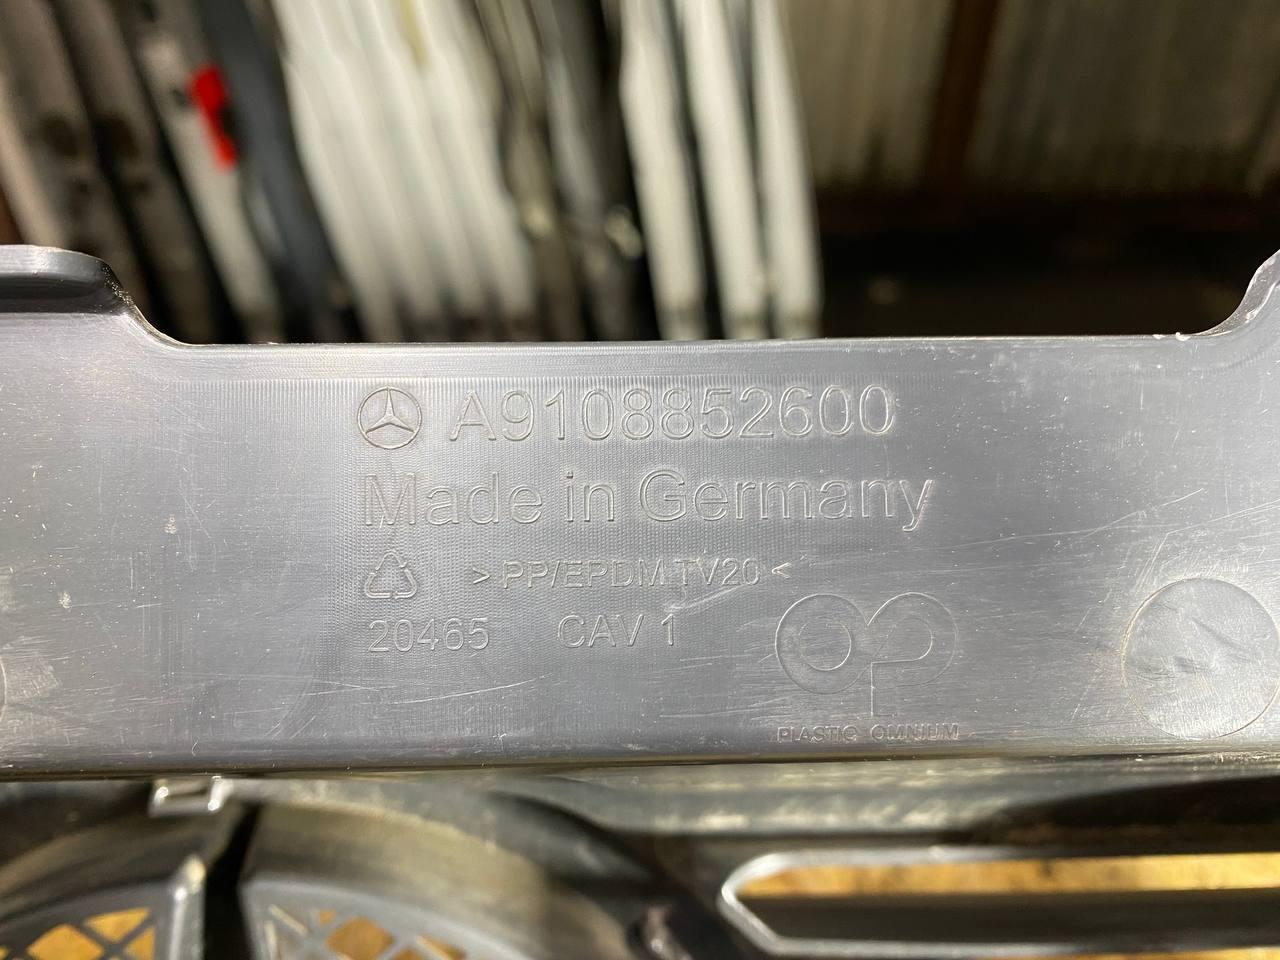 A9108852600
Made in Germany
> PP/EPDM TV20 <
20465 CAV 1
PLASTIC OMNIUM